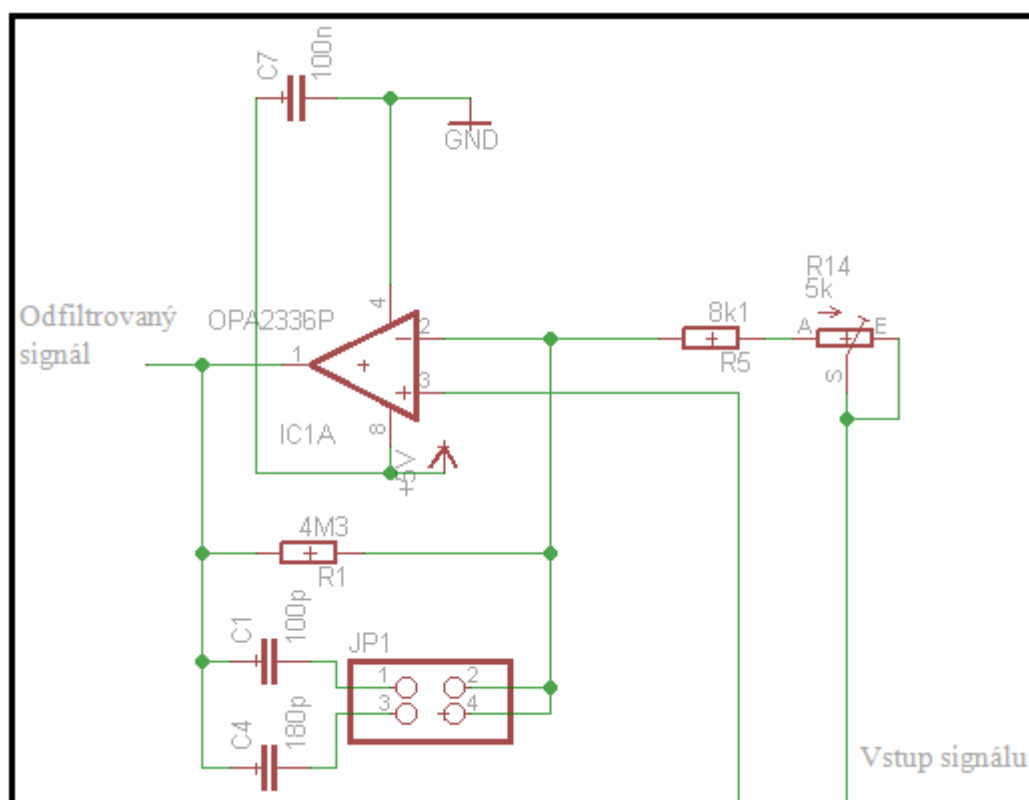 C7
100n
GND
R14
5k
A
E
S
8k1
R5
Odfiltrovaný
signál
OPA2336P
4
2
1
3
8
IC1A
+5V
4M3
R1
C1
100p
JP1
1
2
3
4
C4
180p
Vstup signálu